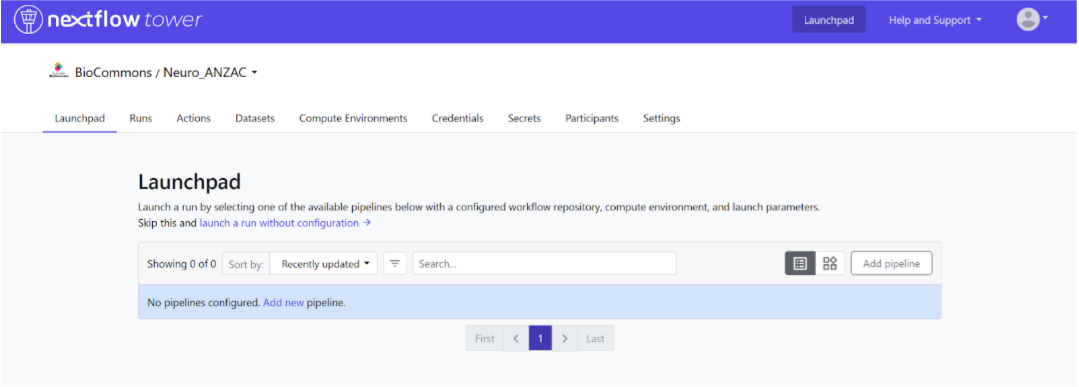 nextflow tower Launchpad Help and Support
BioCommons / Neuro_ANZAC
Launchpad Runs Actions Datasets Compute Environments Credentials Secrets Participants Settings
Launchpad
Launch a run by selecting one of the available pipelines below with a configured workflow repository, compute environment, and launch parameters.
Skip this and launch a run without configuration →
Showing 0 of 0 Sort by: Recently updated Search... Add pipeline
No pipelines configured. Add new pipeline.
First < 1 > Last